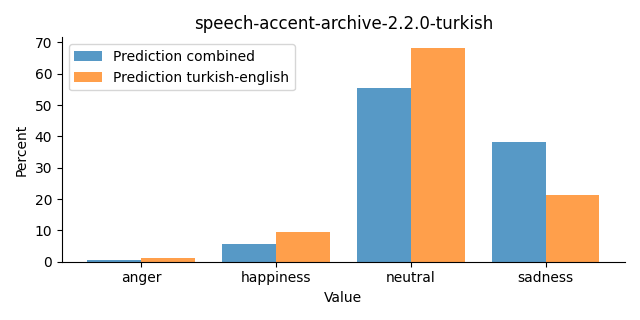 speech-accent-archive-2.2.0-turkish
Prediction combined
Prediction turkish-english
Percent
70
60
50
40
30
20
10
0
anger happiness neutral sadness
Value